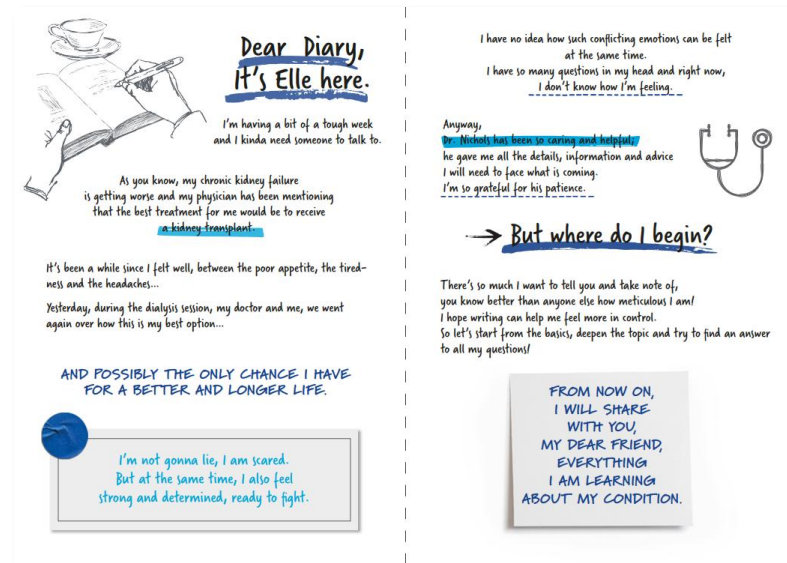 Dear Diary,
It's Elle here.
I'm having a bit of a tough week
and I kinda need someone to talk to.
As you know, my chronic kidney failure
is getting worse and my physician has been mentioning
that the best treatment for me would be to receive
a kidney transplant.
It's been a while since I felt well, between the poor appetite, the tired-
ness and the headaches...
Yesterday, during the dialysis session, my doctor and me, we went
again over how this is my best option...
AND POSSIBLY THE ONLY CHANCE I HAVE
FOR A BETTER AND LONGER LIFE.
I'm not gonna lie, I am scared.
But at the same time, I also feel
strong and determined, ready to fight.
I have no idea how such conflicting emotions can be felt
at the same time.
I have so many questions in my head and right now,
I don't know how I'm feeling.
Anyway,
Dr. Nichols has been so caring and helpful;
he gave me all the details, information and advice
I will need to face what is coming.
I'm so grateful for his patience.
But where do I begin?
There's so much I want to tell you and take note of,
you know better than anyone else how meticulous I am!
I hope writing can help me feel more in control.
So let's start from the basics, deepen the topic and try to find an answer
to all my questions!
FROM NOW ON,
I WILL SHARE
WITH YOU,
MY DEAR FRIEND,
EVERYTHING
I AM LEARNING
ABOUT MY CONDITION.